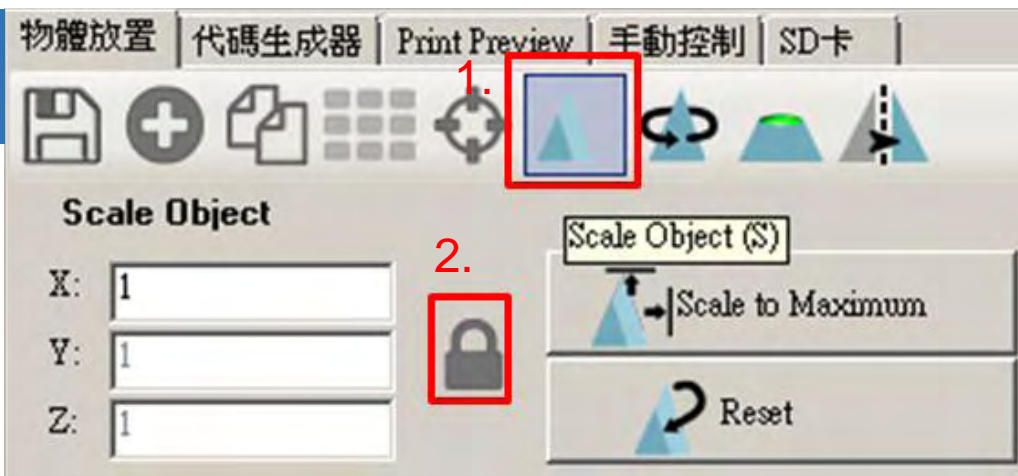 物體放置 代碼生成器 Print Preview 手動控制 SD卡
1.
Scale Object
Scale Object (S)
2.
X: 1
Scale to Maximum
Y: 1
Z: 1
Reset